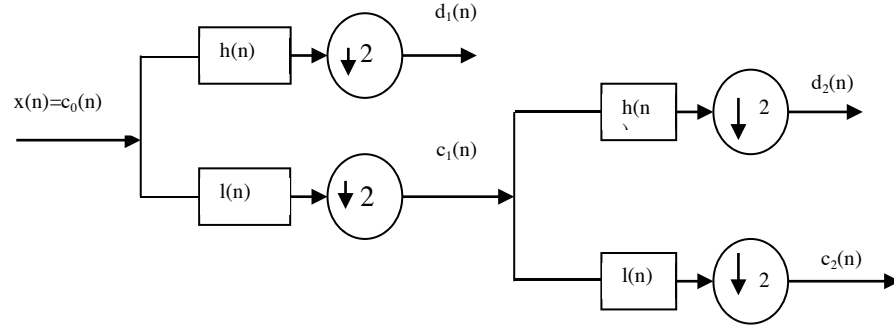 d₁(n)
h(n)
↓ 2
x(n)=c₀(n)
d₂(n)
h(n
↓ 2
c₁(n)
l(n)
↓ 2
c₂(n)
l(n)
↓ 2